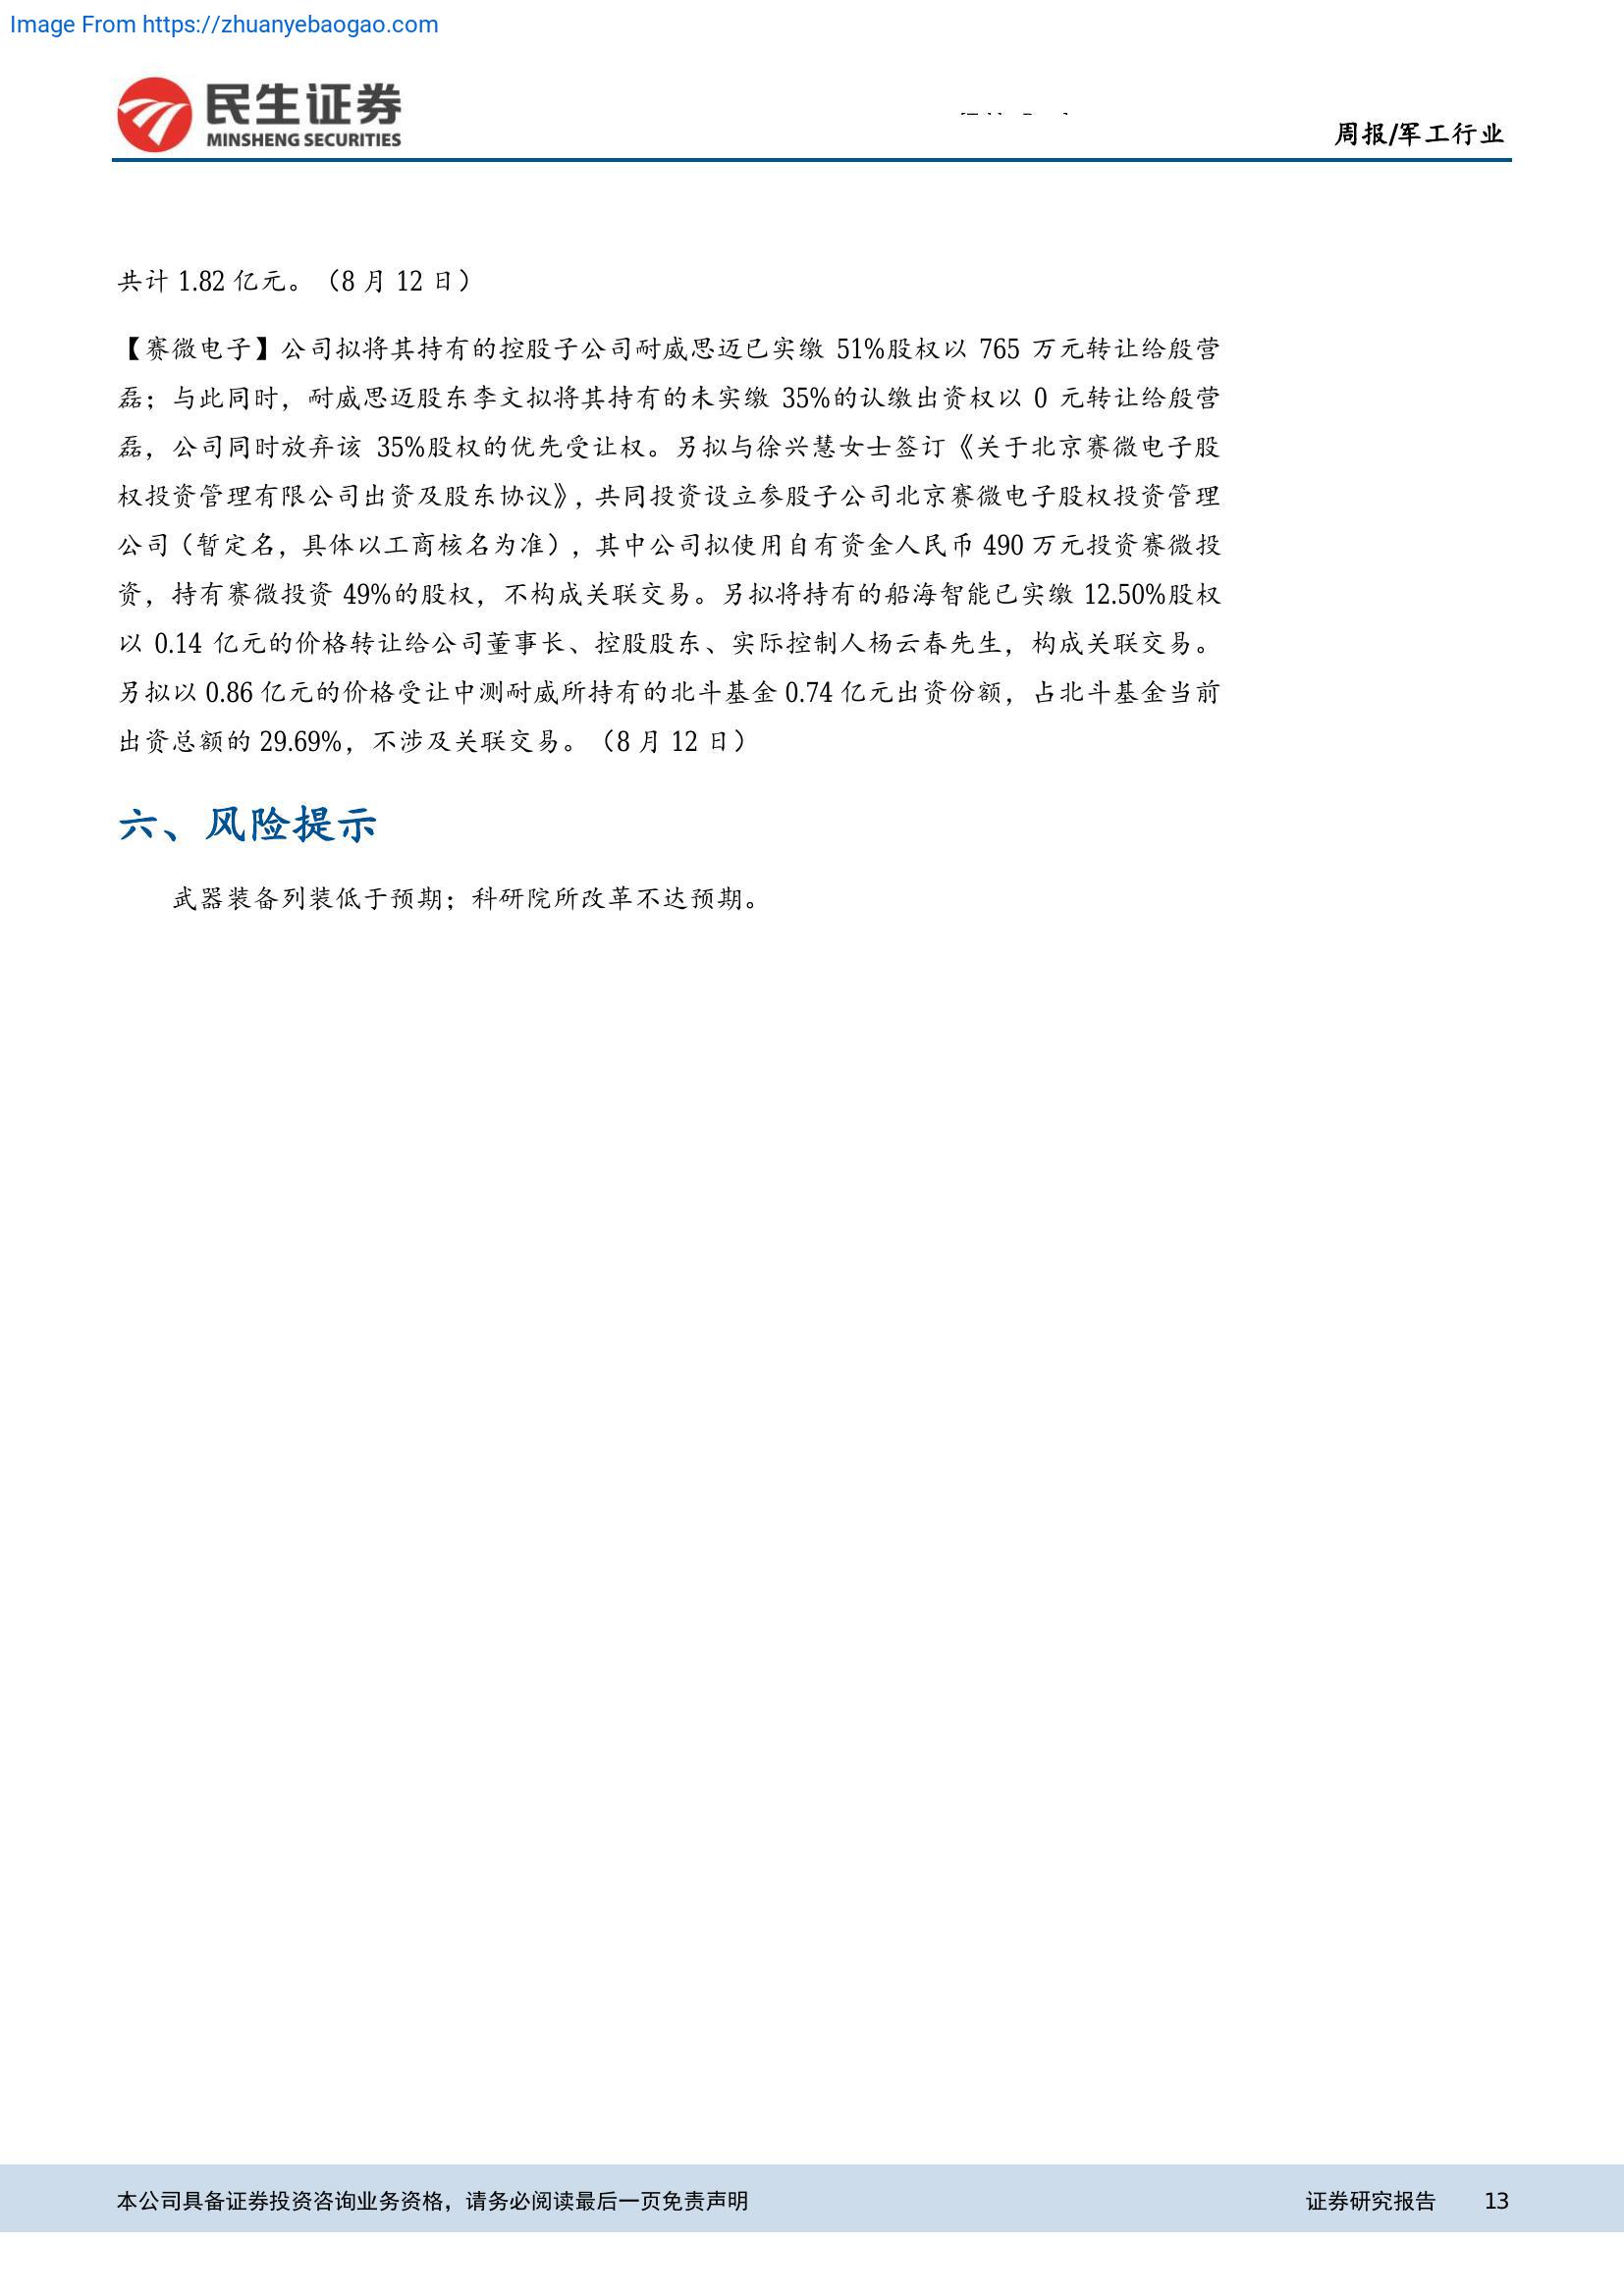 Image From https://zhuanyebaogao.com
民生证券
MINSHENG SECURITIES
周报/军工行业
共计 1.82 亿元。（8 月 12 日）
【赛微电子】公司拟将其持有的控股子公司耐威思迈已实缴 51%股权以 765 万元转让给殷营
磊；与此同时，耐威思迈股东李文拟将其持有的未实缴 35%的认缴出资权以 0 元转让给殷营
磊，公司同时放弃该 35%股权的优先受让权。另拟与徐兴慧女士签订《关于北京赛微电子股
权投资管理有限公司出资及股东协议》，共同投资设立参股子公司北京赛微电子股权投资管理
公司（暂定名，具体以工商核名为准），其中公司拟使用自有资金人民币 490 万元投资赛微投
资，持有赛微投资 49%的股权，不构成关联交易。另拟将持有的船海智能已实缴 12.50%股权
以 0.14 亿元的价格转让给公司董事长、控股股东、实际控制人杨云春先生，构成关联交易。
另拟以 0.86 亿元的价格受让中测耐威所持有的北斗基金 0.74 亿元出资份额，占北斗基金当前
出资总额的 29.69%，不涉及关联交易。（8 月 12 日）
六、风险提示
武器装备列装低于预期；科研院所改革不达预期。
本公司具备证券投资咨询业务资格，请务必阅读最后一页免责声明
证券研究报告 13